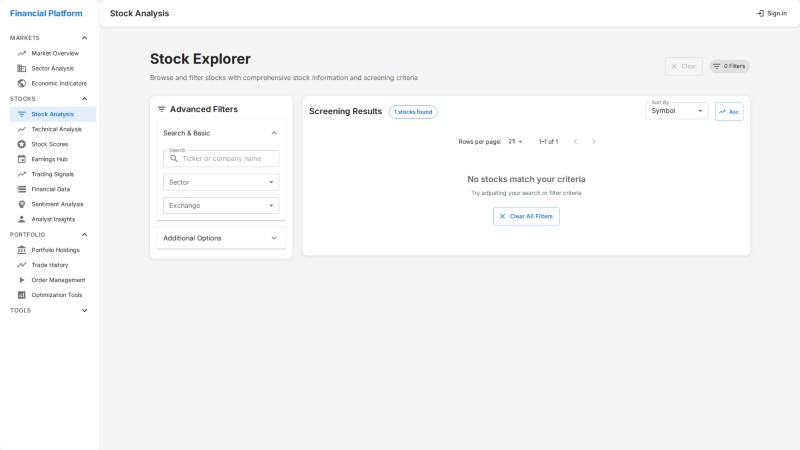 Financial Platform
Stock Analysis
Sign In
MARKETS
Market Overview
Sector Analysis
Economic Indicators
STOCKS
Stock Analysis
Technical Analysis
Stock Scores
Earnings Hub
Trading Signals
Financial Data
Sentiment Analysis
Analyst Insights
PORTFOLIO
Portfolio Holdings
Trade History
Order Management
Optimization Tools
TOOLS
Stock Explorer
Browse and filter stocks with comprehensive stock information and screening criteria
Clear
0 Filters
Advanced Filters
Search & Basic
Search
Ticker or company name
Sector
Exchange
Additional Options
Screening Results
1 stocks found
Sort By
Symbol
Asc
Rows per page: 25
1–1 of 1
No stocks match your criteria
Try adjusting your search or filter criteria
Clear All Filters